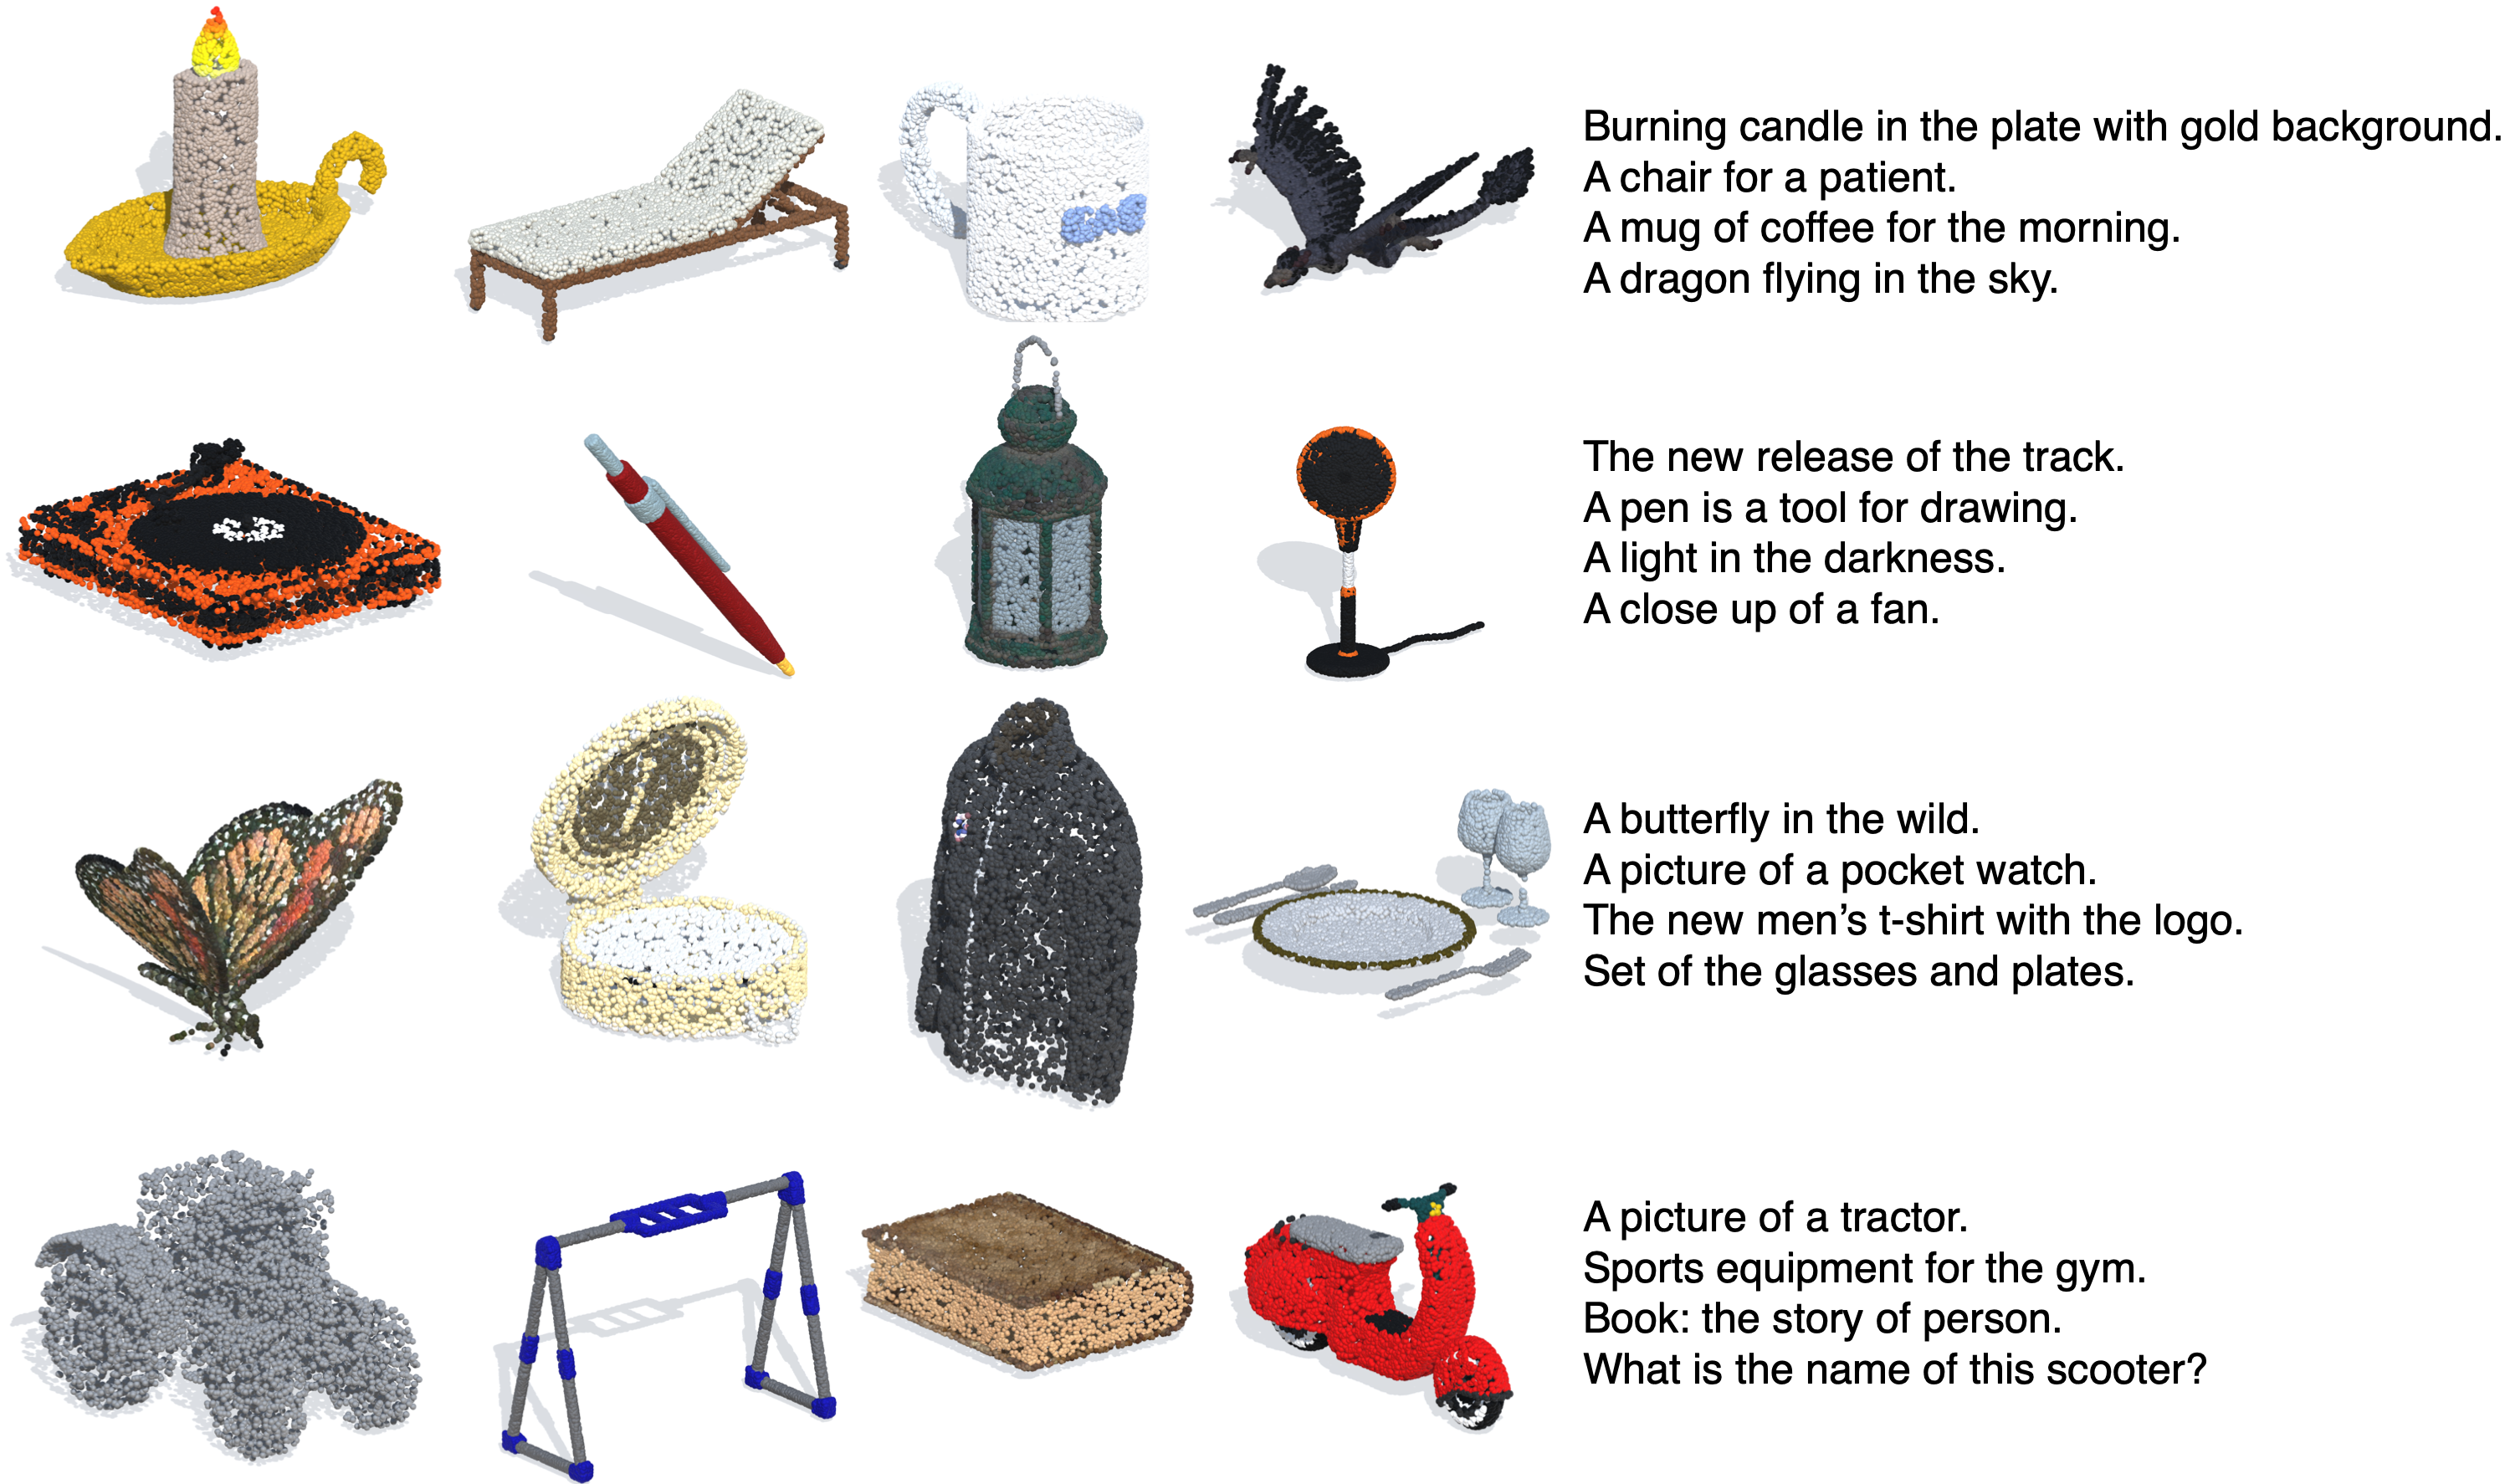 Burning candle in the plate with gold background.
A chair for a patient.
A mug of coffee for the morning.
A dragon flying in the sky.
The new release of the track.
A pen is a tool for drawing.
A light in the darkness.
A close up of a fan.
A butterfly in the wild.
A picture of a pocket watch.
The new men’s t-shirt with the logo.
Set of the glasses and plates.
A picture of a tractor.
Sports equipment for the gym.
Book: the story of person.
What is the name of this scooter?